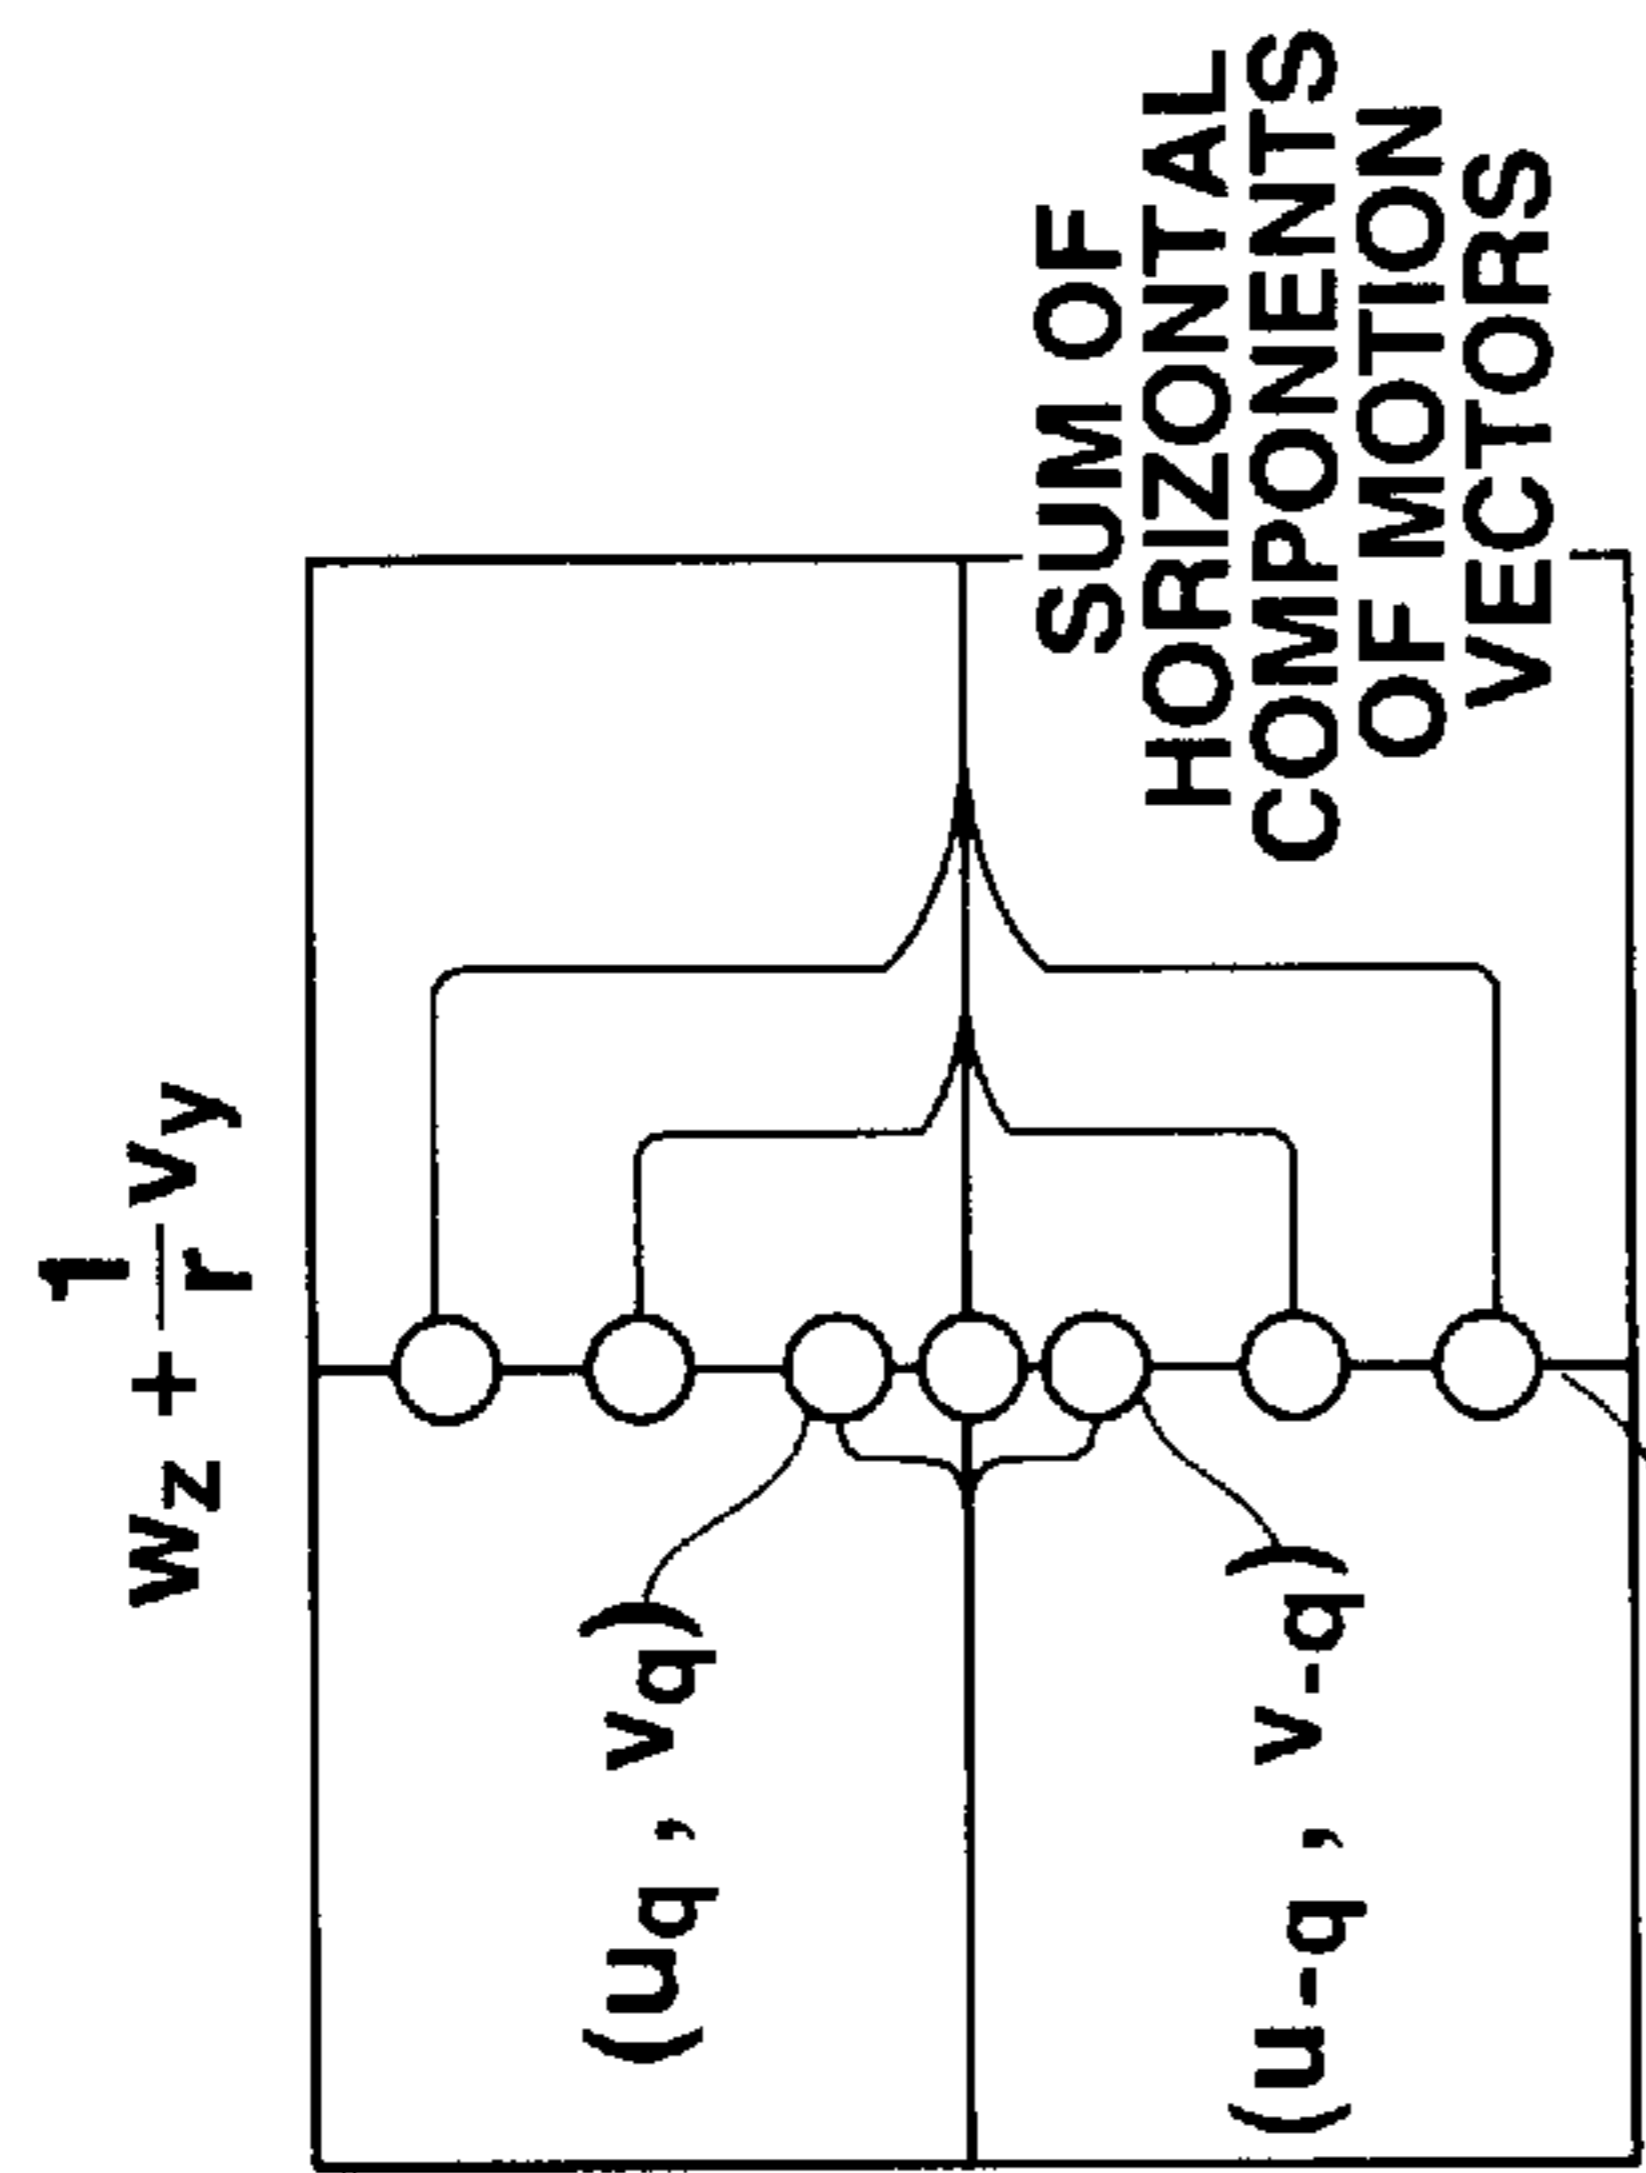 wz + 1/r vy
(uq , vq)
(u-q , v-q)
SUM OF
HORIZONTAL
COMPONENTS
OF MOTION
VECTORS